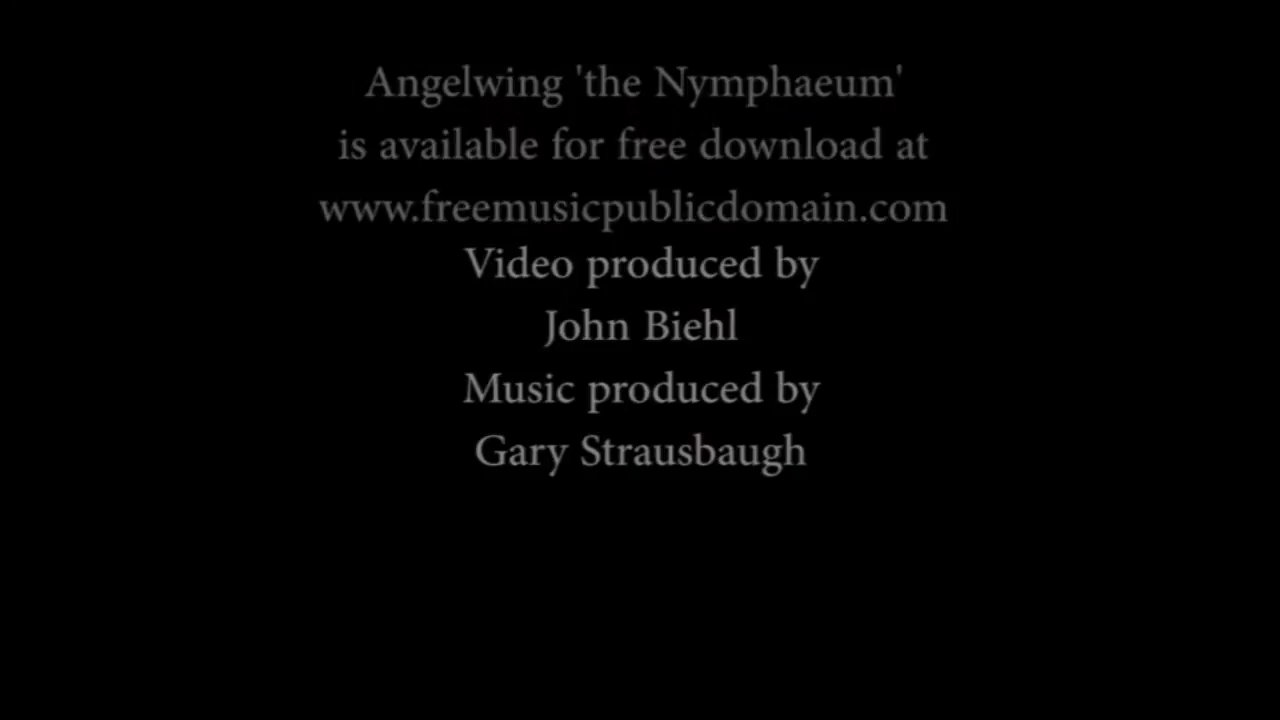 Angelwing 'the Nymphaeum'
is available for free download at
www.freemusicpublicdomain.com
Video produced by
John Biehl
Music produced by
Gary Strausbaugh